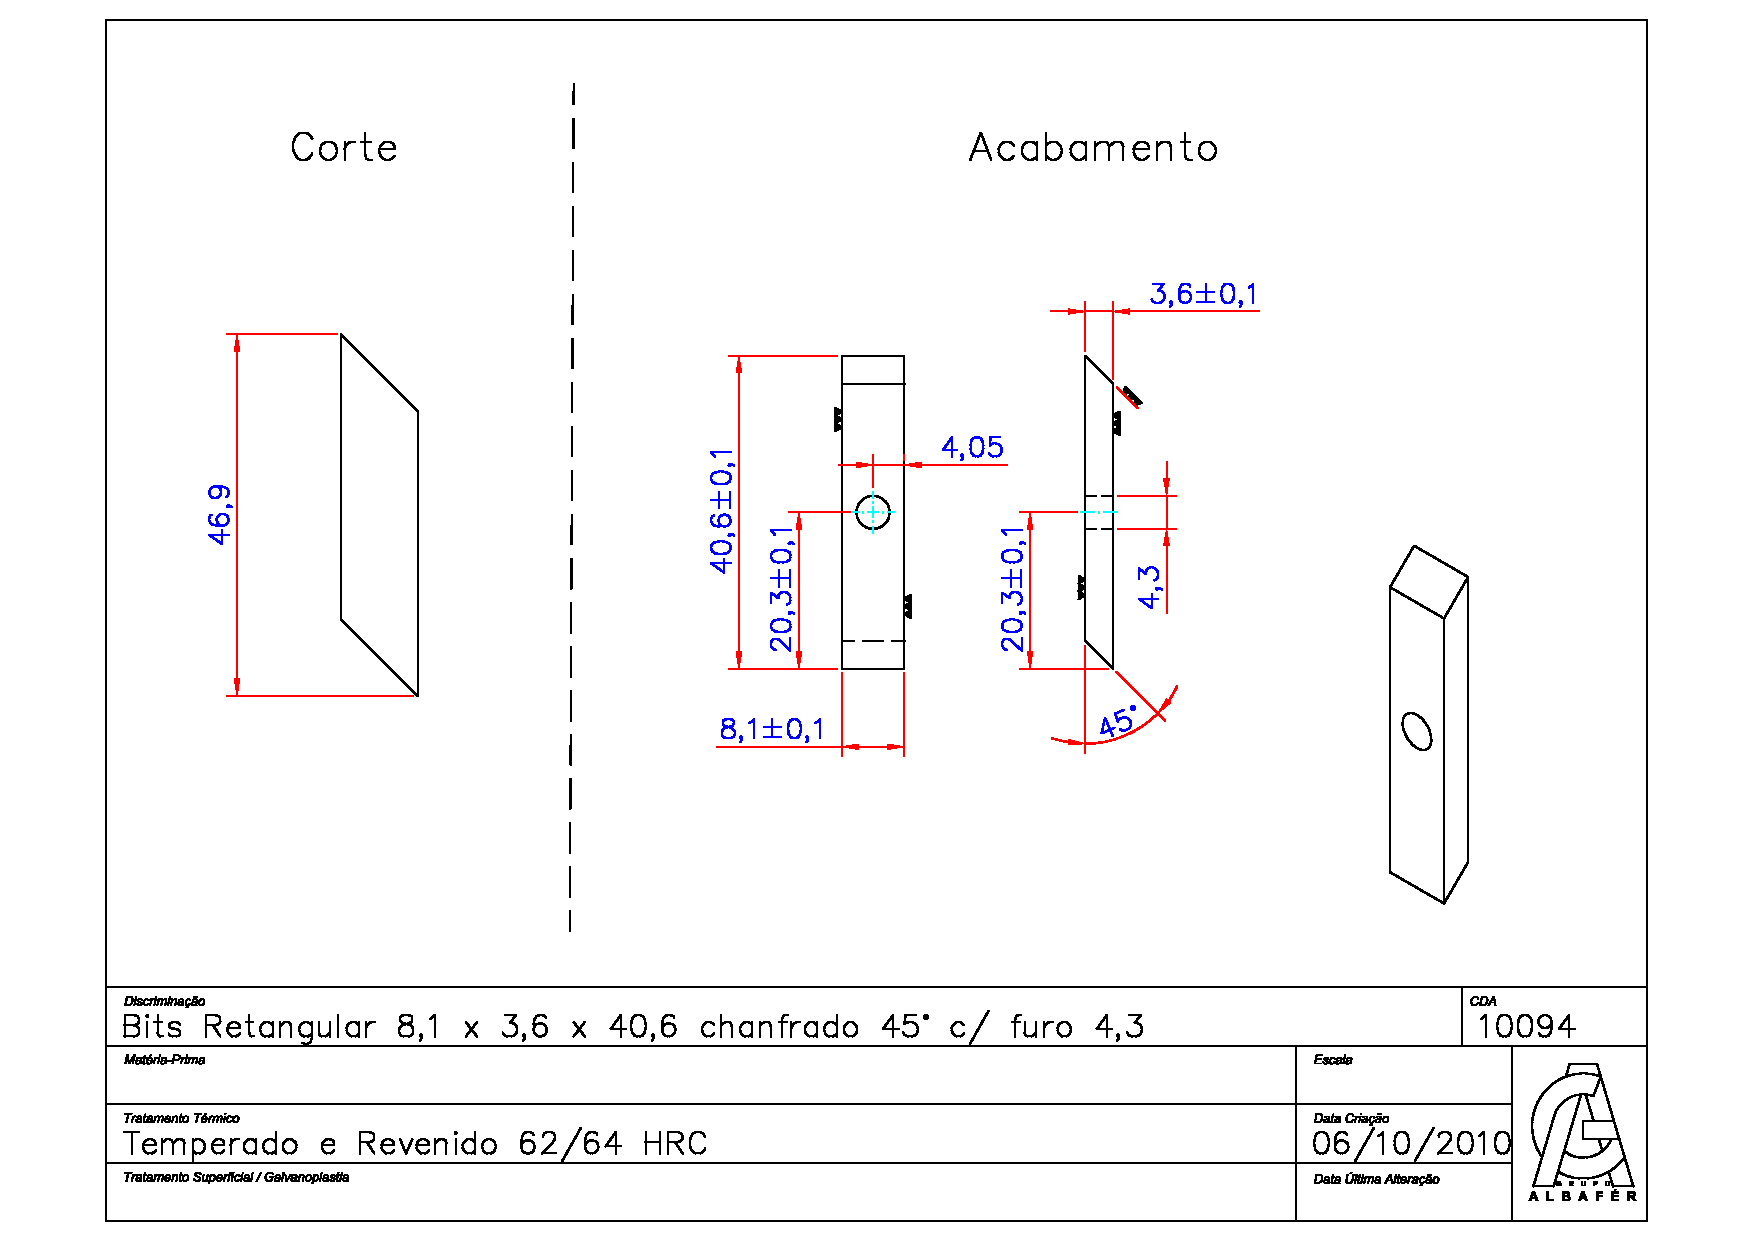 Corte
Acabamento
3,6±0,1
4,05
46,9
40,6±0,1
20,3±0,1
20,3±0,1
4,3
8,1±0,1
45°
Discriminação
Bits Retangular 8,1 x 3,6 x 40,6 chanfrado 45° c/ furo 4,3
CDA
10094
Matéria-Prima
Escala
Tratamento Térmico
Temperado e Revenido 62/64 HRC
Data Criação
06/10/2010
Tratamento Superficial / Galvanoplastia
Data Última Alteração
GRUPO
ALBAFÉR